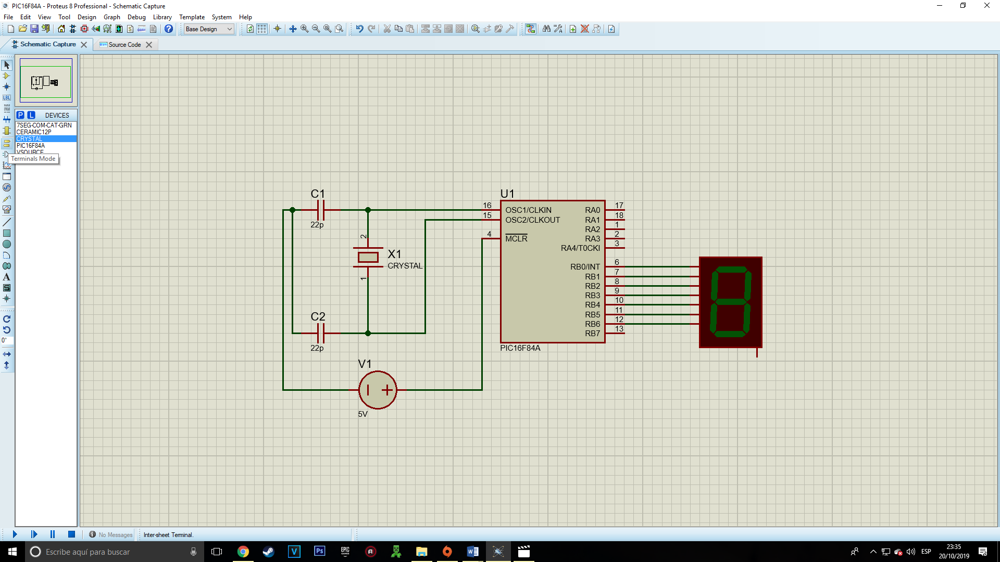 PIC16F84A - Proteus 8 Professional - Schematic Capture
File Edit View Tool Design Graph Debug Library Template System Help
Base Design
Schematic Capture
Source Code
P L DEVICES
7SEG-COM-CAT-GRN
CERAMIC12P
CRYSTAL
PIC16F84A
VSOURCE
Terminals Mode
LBL
A
S
0°
C1
22p
2
X1
CRYSTAL
1
C2
22p
V1
5V
U1
16 OSC1/CLKIN RA0 17
15 OSC2/CLKOUT RA1 18
RA2 1
4 MCLR RA3 2
RA4/T0CKI 3
RB0/INT 6
RB1 7
RB2 8
RB3 9
RB4 10
RB5 11
RB6 12
RB7 13
PIC16F84A
No Messages
Inter-sheet Terminal.
Escribe aquí para buscar
V
Ps
EPIC GAMES
W
ESP
23:35
20/10/2019